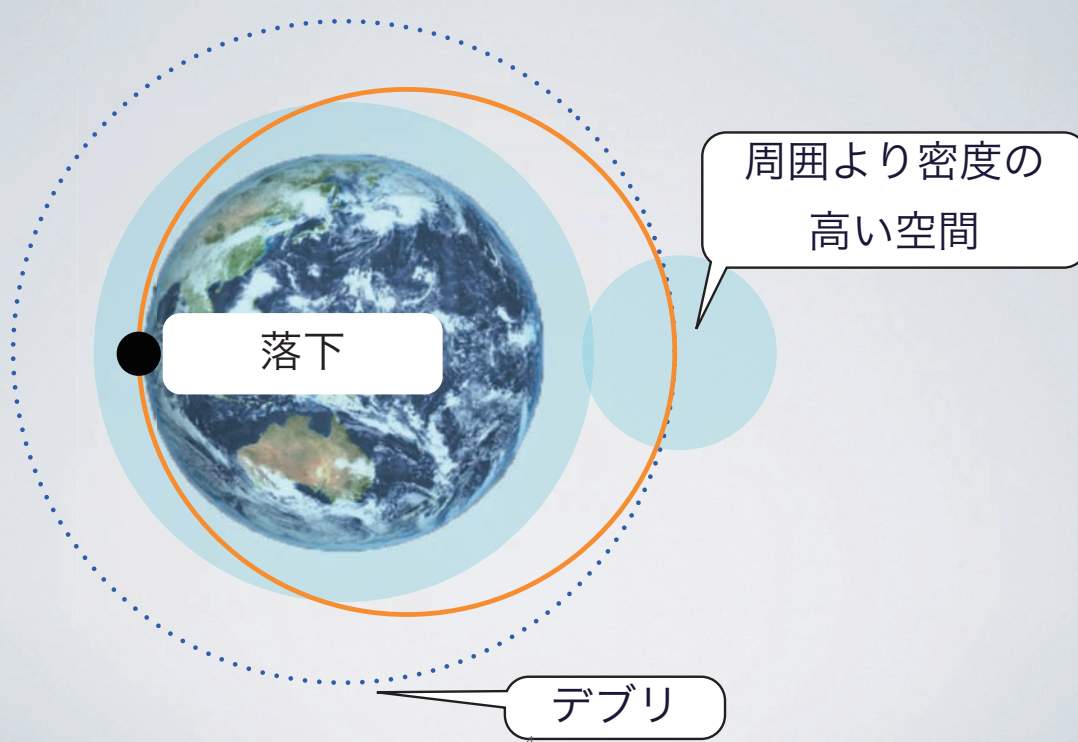 周囲より密度の
高い空間
落下
デブリ